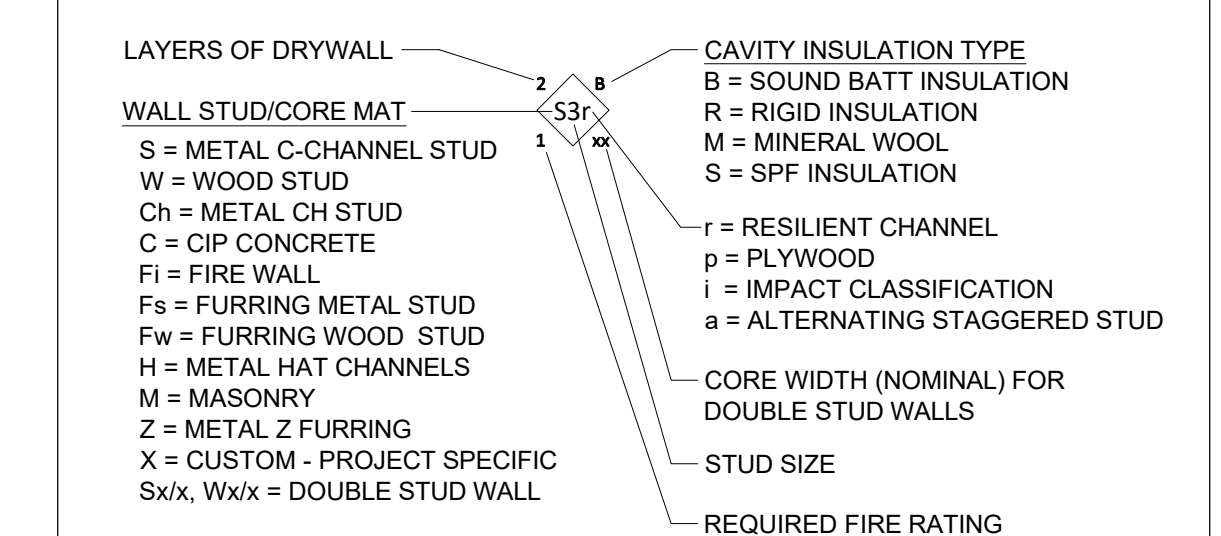 LAYERS OF DRYWALL
2
B
S3r
1
xx
WALL STUD/CORE MAT
S = METAL C-CHANNEL STUD
W = WOOD STUD
Ch = METAL CH STUD
C = CIP CONCRETE
Fi = FIRE WALL
Fs = FURRING METAL STUD
Fw = FURRING WOOD STUD
H = METAL HAT CHANNELS
M = MASONRY
Z = METAL Z FURRING
X = CUSTOM - PROJECT SPECIFIC
Sx/x, Wx/x = DOUBLE STUD WALL
CAVITY INSULATION TYPE
B = SOUND BATT INSULATION
R = RIGID INSULATION
M = MINERAL WOOL
S = SPF INSULATION
r = RESILIENT CHANNEL
p = PLYWOOD
i = IMPACT CLASSIFICATION
a = ALTERNATING STAGGERED STUD
CORE WIDTH (NOMINAL) FOR
DOUBLE STUD WALLS
STUD SIZE
REQUIRED FIRE RATING